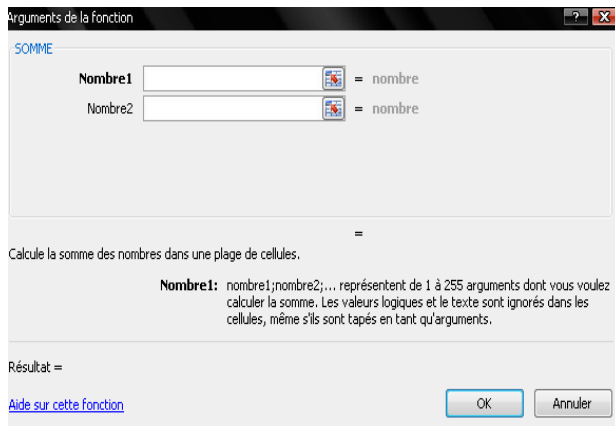 Arguments de la fonction
SOMME
Nombre1 = nombre
Nombre2 = nombre
=
Calcule la somme des nombres dans une plage de cellules.
Nombre1: nombre1;nombre2;... représentent de 1 à 255 arguments dont vous voulez
calculer la somme. Les valeurs logiques et le texte sont ignorés dans les
cellules, même s'ils sont tapés en tant qu'arguments.
Résultat =
Aide sur cette fonction OK Annuler